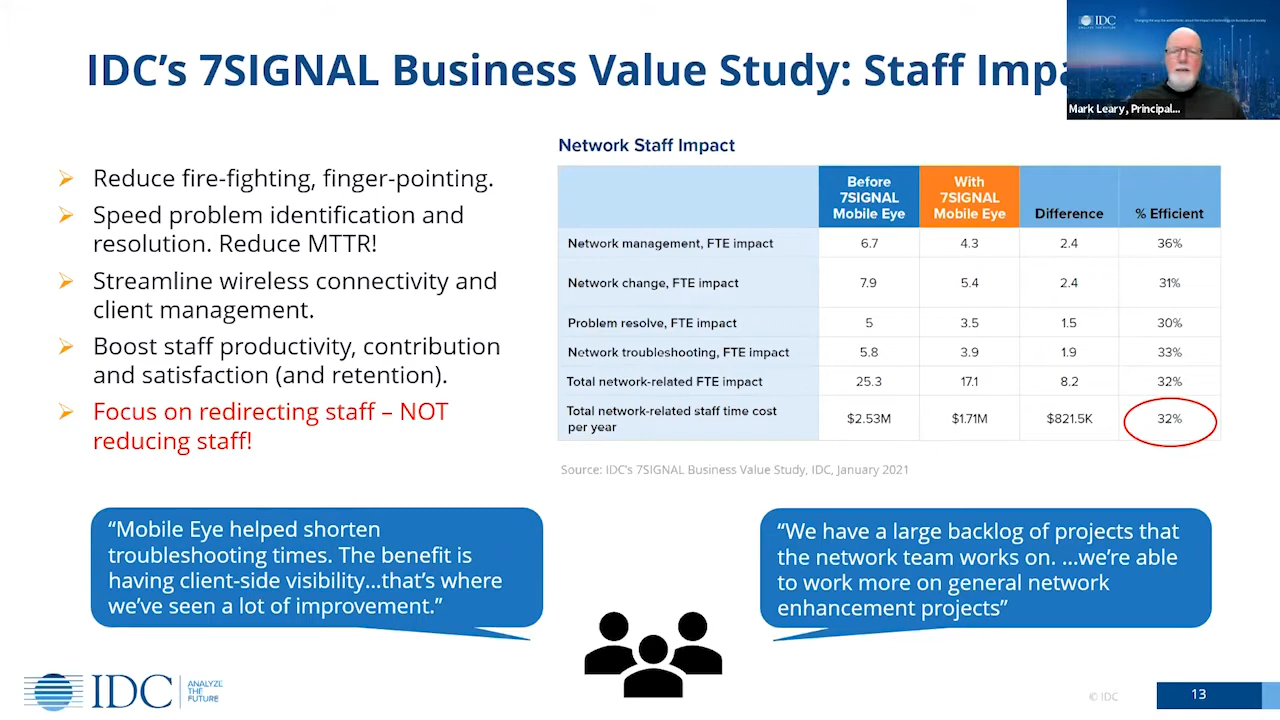 IDC
ANALYZE THE FUTURE
IDC's 7SIGNAL Business Value Study: Staff Impa
Mark Leary, Principal...
Reduce fire-fighting, finger-pointing.
Speed problem identification and
resolution. Reduce MTTR!
Streamline wireless connectivity and
client management.
Boost staff productivity, contribution
and satisfaction (and retention).
Focus on redirecting staff – NOT
reducing staff!
Network Staff Impact
Before 7SIGNAL Mobile Eye With 7SIGNAL Mobile Eye Difference % Efficient
Network management, FTE impact 6.7 4.3 2.4 36%
Network change, FTE impact 7.9 5.4 2.4 31%
Problem resolve, FTE impact 5 3.5 1.5 30%
Network troubleshooting, FTE impact 5.8 3.9 1.9 33%
Total network-related FTE impact 25.3 17.1 8.2 32%
Total network-related staff time cost per year $2.53M $1.71M $821.5K 32%
Source: IDC's 7SIGNAL Business Value Study, IDC, January 2021
“Mobile Eye helped shorten
troubleshooting times. The benefit is
having client-side visibility...that's where
we've seen a lot of improvement.”
“We have a large backlog of projects that
the network team works on. ...we're able
to work more on general network
enhancement projects”
IDC
ANALYZE
THE
FUTURE
© IDC
13